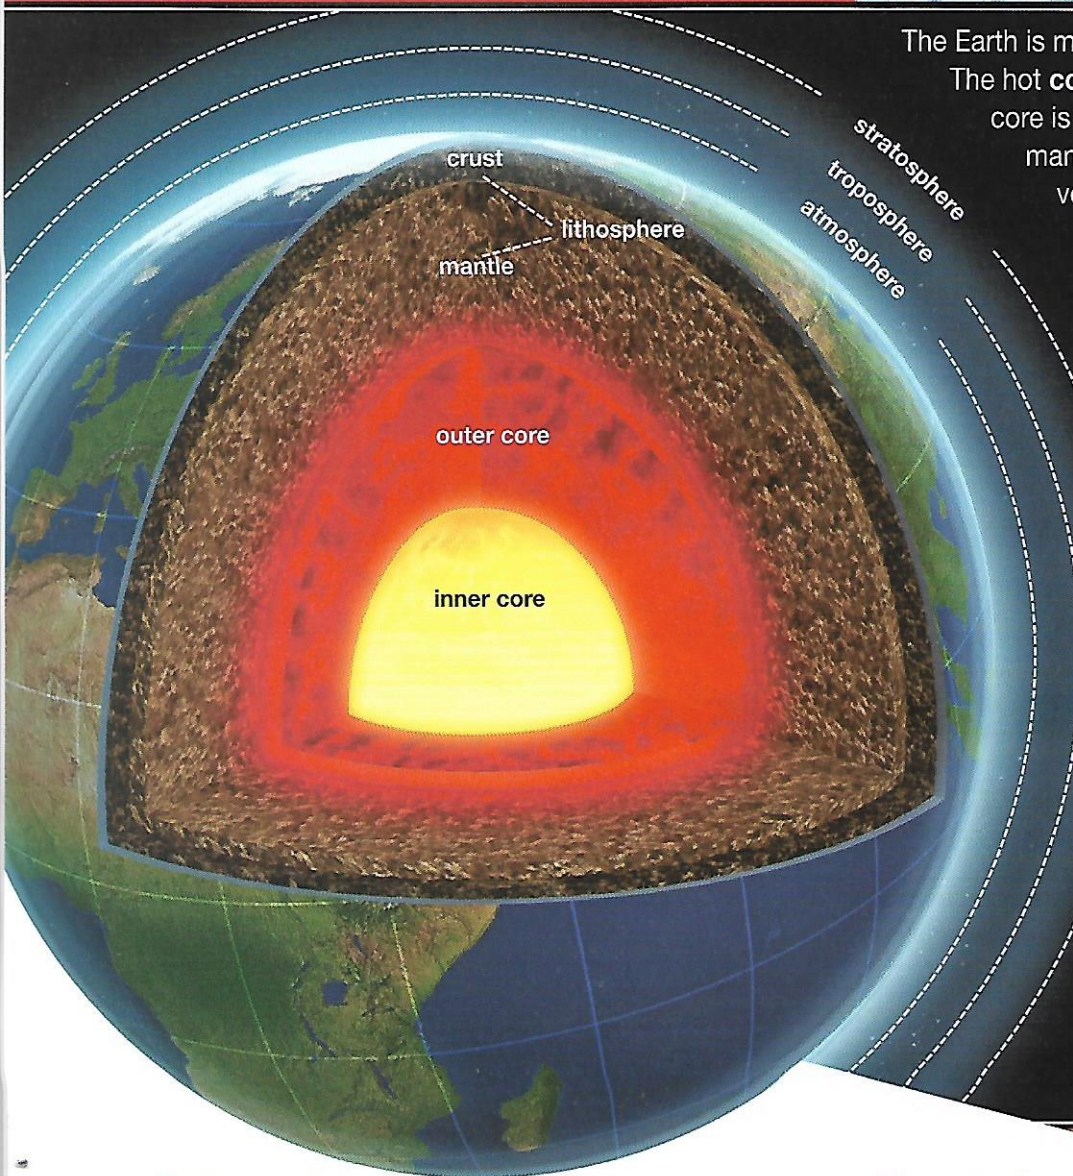 The Earth is m
The hot co
core is
man
ve
stratosphere
troposphere
atmosphere
crust
lithosphere
mantle
outer core
inner core